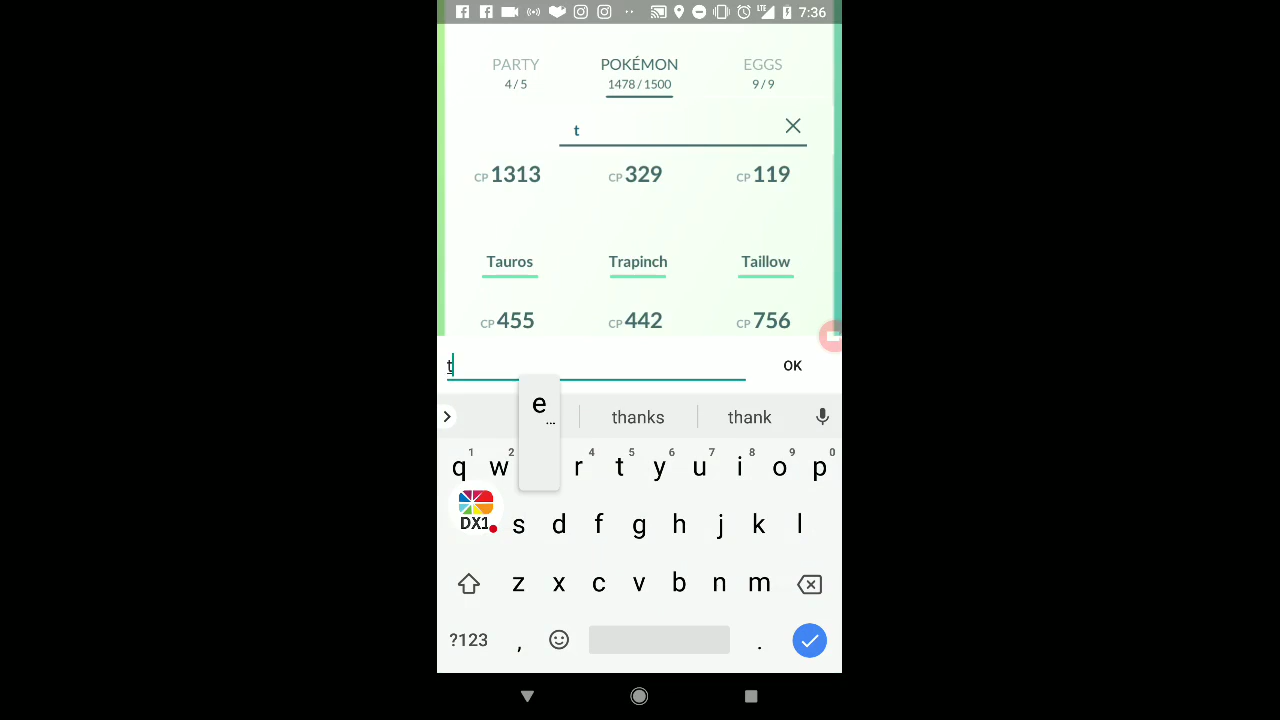 LTE 7:36
PARTY POKÉMON EGGS
4 / 5 1478 / 1500 9 / 9
t
CP 1313 CP 329 CP 119
Tauros Trapinch Taillow
CP 455 CP 442 CP 756
t OK
e
...
thanks thank
1 2 4 5 6 7 8 9 0
q w r t y u i o p
DX1 s d f g h j k l
z x c v b n m
?123 , .